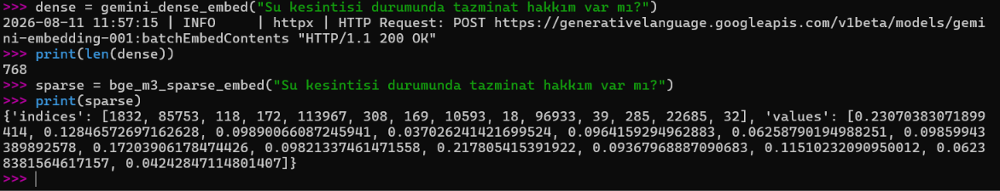 >>> dense = gemini_dense_embed("Su kesintisi durumunda tazminat hakkım var mı?")
2026-08-11 11:57:15 | INFO     | httpx | HTTP Request: POST https://generativelanguage.googleapis.com/v1beta/models/gemi
ni-embedding-001:batchEmbedContents "HTTP/1.1 200 OK"
>>> print(len(dense))
768
>>> sparse = bge_m3_sparse_embed("Su kesintisi durumunda tazminat hakkım var mı?")
>>> print(sparse)
{'indices': [1832, 85753, 118, 172, 113967, 308, 169, 10593, 18, 96933, 39, 285, 22685, 32], 'values': [0.23070383071899
414, 0.12846572697162628, 0.09890066087245941, 0.037026241421699524, 0.0964159294962883, 0.06258790194988251, 0.09859943
389892578, 0.17203906178474426, 0.09821337461471558, 0.217805415391922, 0.09367968887090683, 0.11510232090950012, 0.0623
8381564617157, 0.04242847114801407]}
>>>